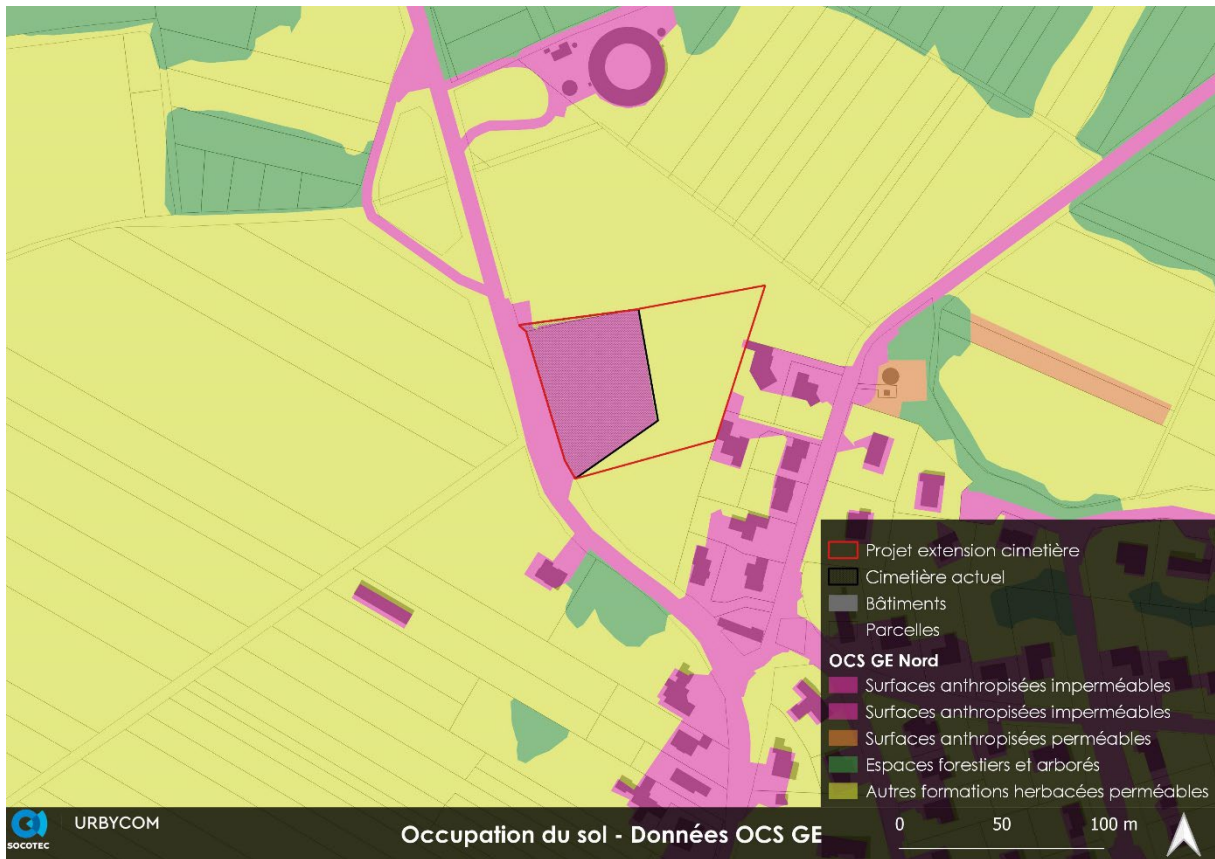 Projet extension cimetière
Cimetière actuel
Bâtiments
Parcelles
OCS GE Nord
Surfaces anthropisées imperméables
Surfaces anthropisées imperméables
Surfaces anthropisées perméables
Espaces forestiers et arborés
Autres formations herbacées perméables
SOCOTEC
URBYCOM
Occupation du sol - Données OCS GE
0 50 100 m